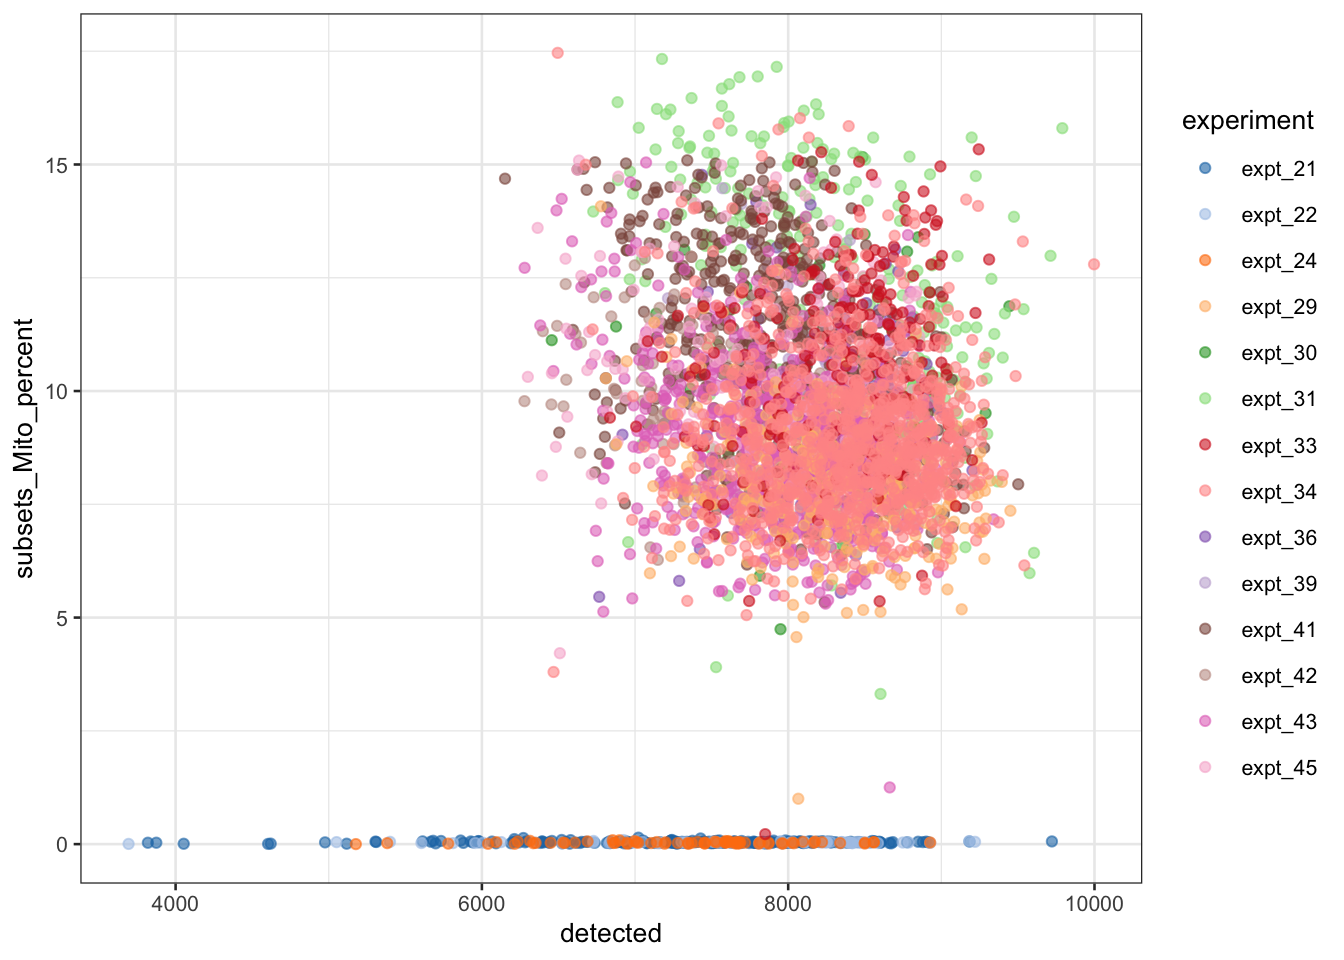 subsets_Mito_percent
15
10
5
0
4000
6000
8000
10000
detected
experiment
expt_21
expt_22
expt_24
expt_29
expt_30
expt_31
expt_33
expt_34
expt_36
expt_39
expt_41
expt_42
expt_43
expt_45